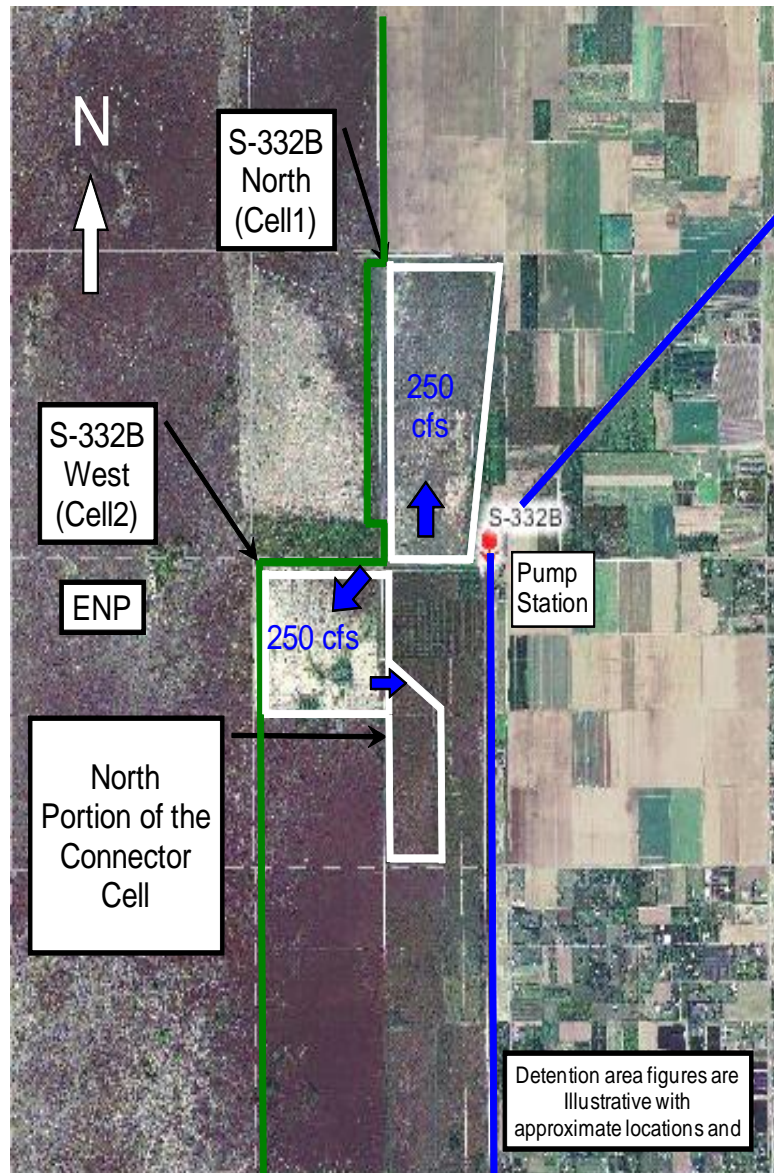 N
S-332B
North
(Cell1)
250
cfs
S-332B
West
(Cell2)
S-332B
Pump
Station
ENP
250 cfs
North
Portion of the
Connector
Cell
Detention area figures are
Illustrative with
approximate locations and